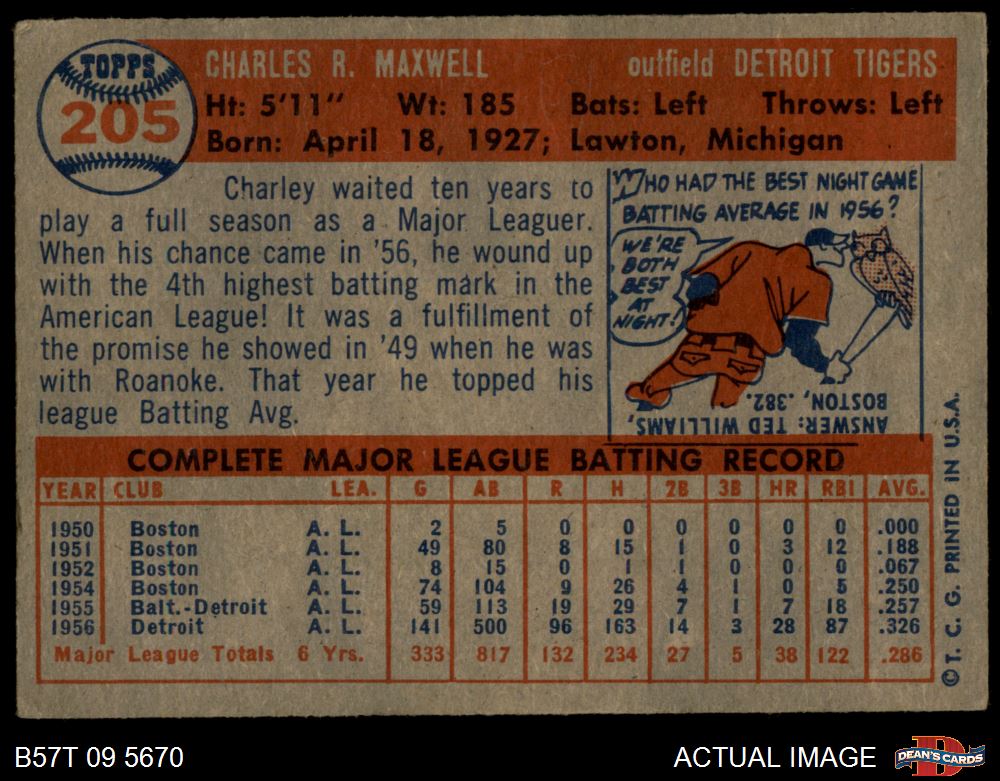 TOPPS
205
CHARLES R. MAXWELL outfield DETROIT TIGERS
Ht: 5'11" Wt: 185 Bats: Left Throws: Left
Born: April 18, 1927; Lawton, Michigan
Charley waited ten years to
play a full season as a Major Leaguer.
When his chance came in '56, he wound up
with the 4th highest batting mark in the
American League! It was a fulfillment of
the promise he showed in '49 when he was
with Roanoke. That year he topped his
league Batting Avg.
WHO HAD THE BEST NIGHT GAME
BATTING AVERAGE IN 1956?
WE'RE
BOTH
BEST
AT
NIGHT!
ANSWER: TED WILLIAMS,
BOSTON, .382.
COMPLETE MAJOR LEAGUE BATTING RECORD
YEAR CLUB LEA. G AB R H 2B 3B HR RBI AVG.
1950 Boston A. L. 2 5 0 0 0 0 0 0 .000
1951 Boston A. L. 49 80 8 15 1 0 3 12 .188
1952 Boston A. L. 8 15 0 1 1 0 0 0 .067
1954 Boston A. L. 74 104 9 26 4 1 0 5 .250
1955 Balt.-Detroit A. L. 59 113 19 29 7 1 7 18 .257
1956 Detroit A. L. 141 500 96 163 14 3 28 87 .326
Major League Totals 6 Yrs. 333 817 132 234 27 5 38 122 .286
©T. C. G. PRINTED IN U.S.A.
B57T 09 5670
ACTUAL IMAGE
D
DEAN'S CARDS